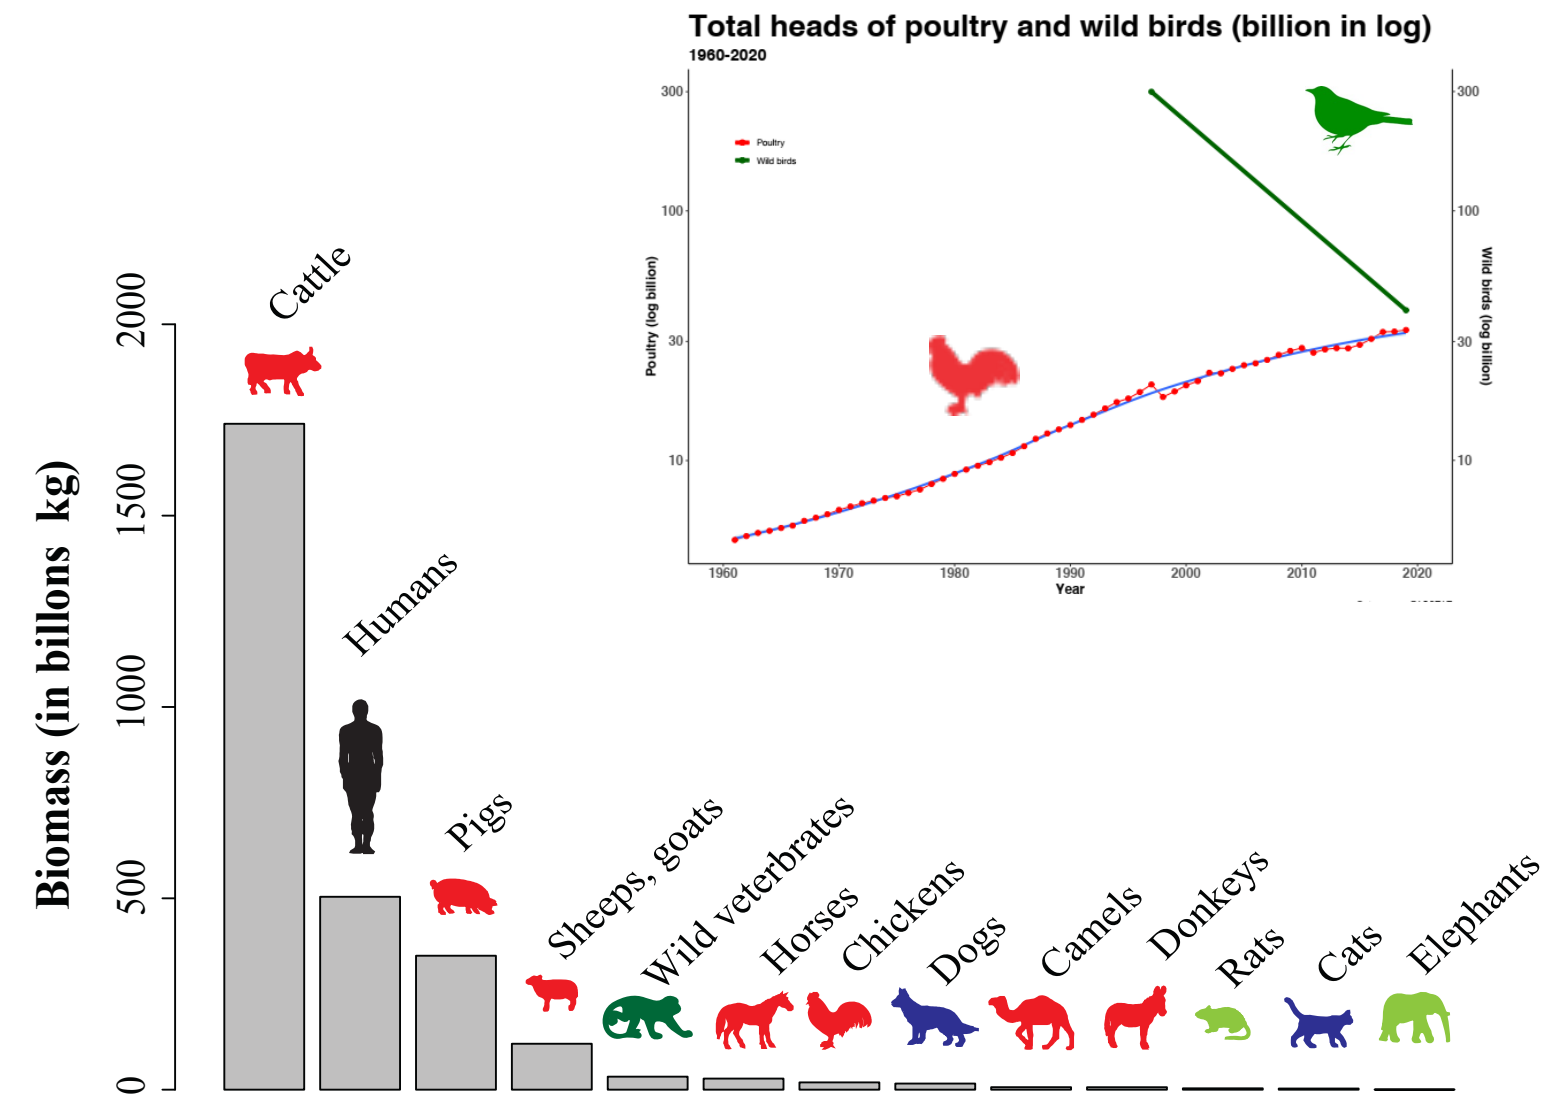 Total heads of poultry and wild birds (billion in log)
1960-2020
300
100
30
10
Poultry (log billion)
Poultry
Wild birds
300
100
30
10
Wild birds (log billion)
1960 1970 1980 1990 2000 2010 2020
Year
Biomass (in billons kg)
2000
1500
1000
500
0
Cattle
Humans
Pigs
Sheeps, goats
Wild veterbrates
Horses
Chickens
Dogs
Camels
Donkeys
Rats
Cats
Elephants